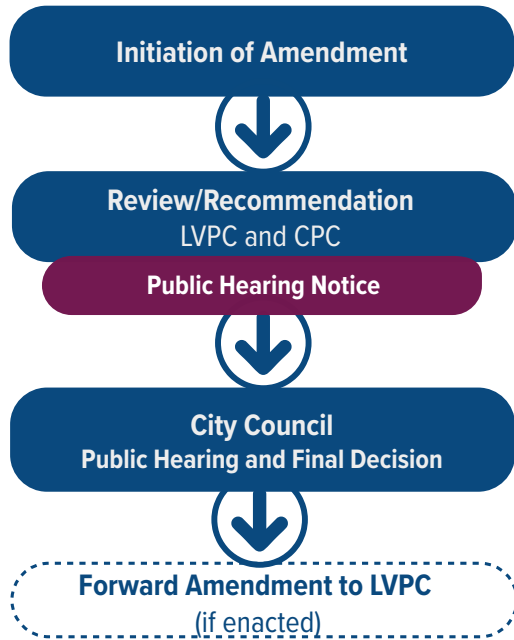 Initiation of Amendment
Review/Recommendation
LVPC and CPC
Public Hearing Notice
City Council
Public Hearing and Final Decision
Forward Amendment to LVPC
(if enacted)